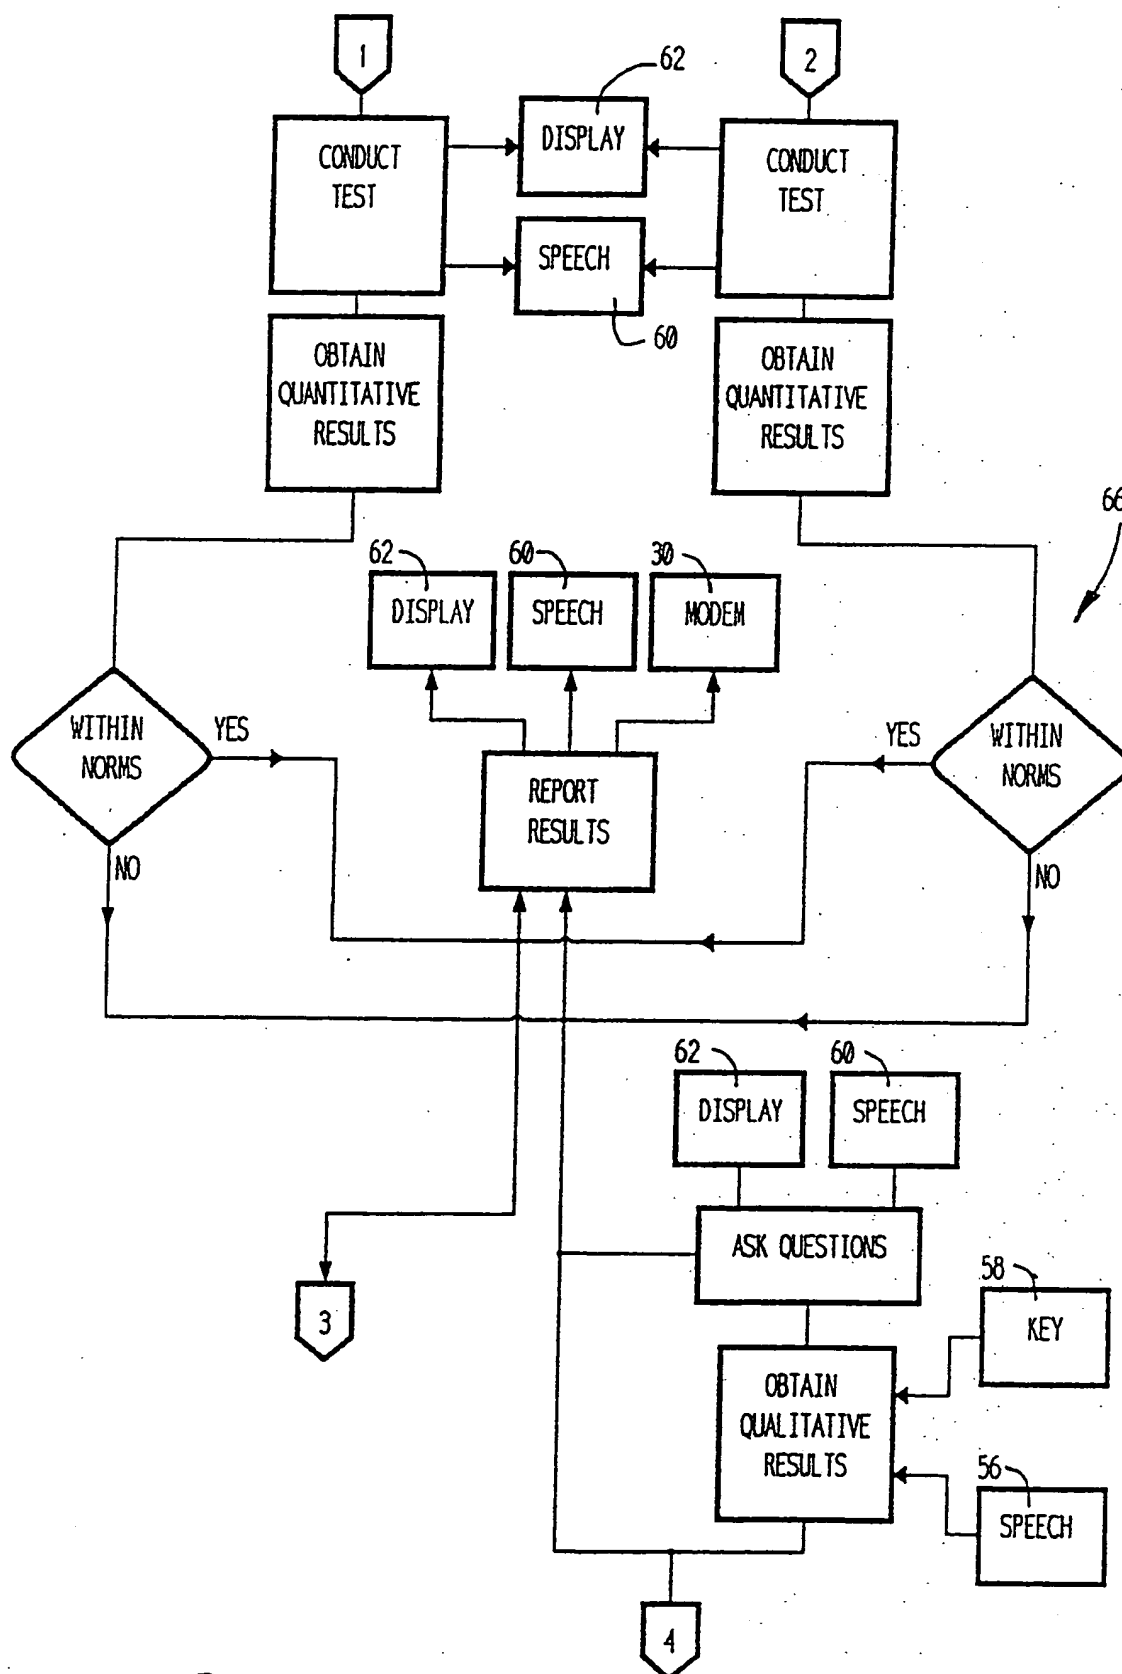 1
2
62
DISPLAY
CONDUCT
TEST
CONDUCT
TEST
SPEECH
60
OBTAIN
QUANTITATIVE
RESULTS
OBTAIN
QUANTITATIVE
RESULTS
66
62
60
30
DISPLAY
SPEECH
MODEM
WITHIN
NORMS
YES
NO
REPORT
RESULTS
YES
WITHIN
NORMS
NO
62
60
DISPLAY
SPEECH
ASK QUESTIONS
58
KEY
3
OBTAIN
QUALITATIVE
RESULTS
56
SPEECH
4